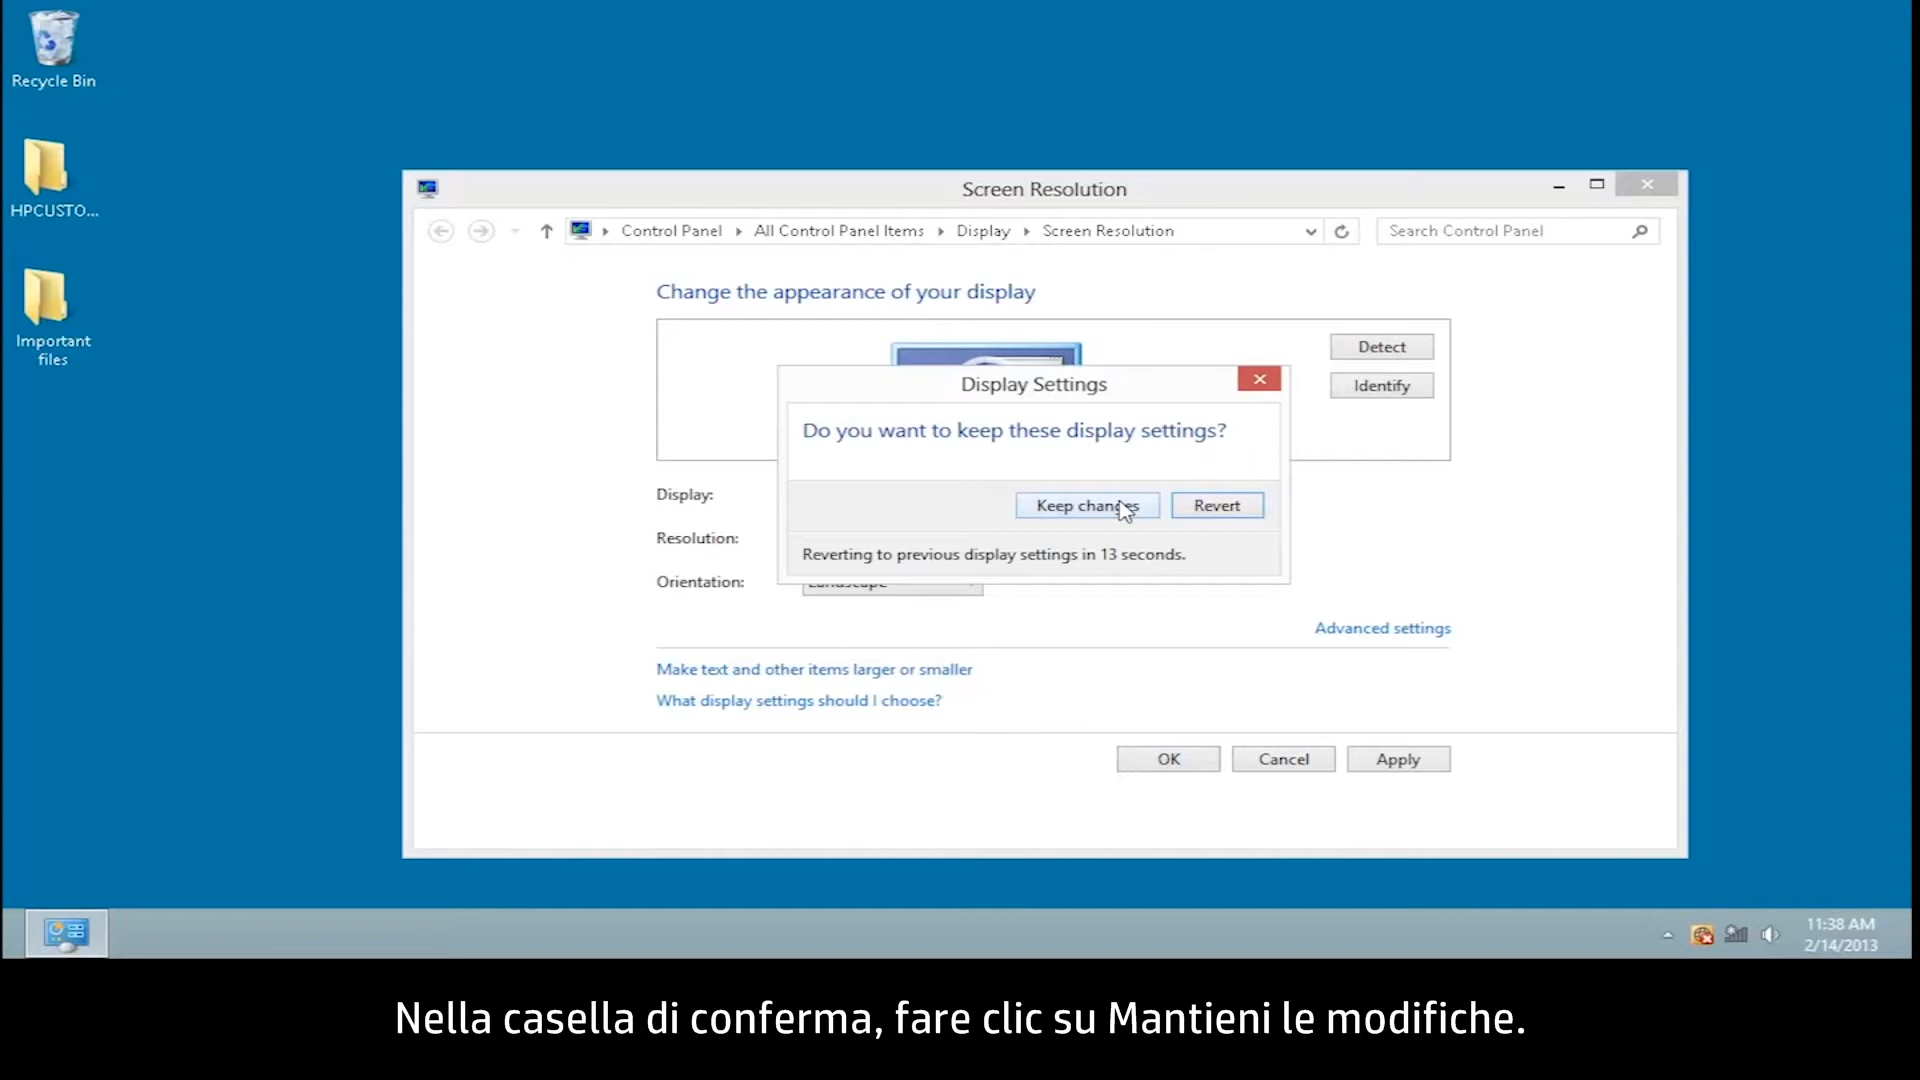 Recycle Bin
HPCUSTO...
Important
files
Screen Resolution
Control Panel
All Control Panel Items
Display
Screen Resolution
Search Control Panel
Change the appearance of your display
Detect
Identify
Display Settings
Do you want to keep these display settings?
Keep changes
Revert
Reverting to previous display settings in 13 seconds.
Display:
Resolution:
Orientation:
Landscape
Advanced settings
Make text and other items larger or smaller
What display settings should I choose?
OK
Cancel
Apply
11:38 AM
2/14/2013
Nella casella di conferma, fare clic su Mantieni le modifiche.